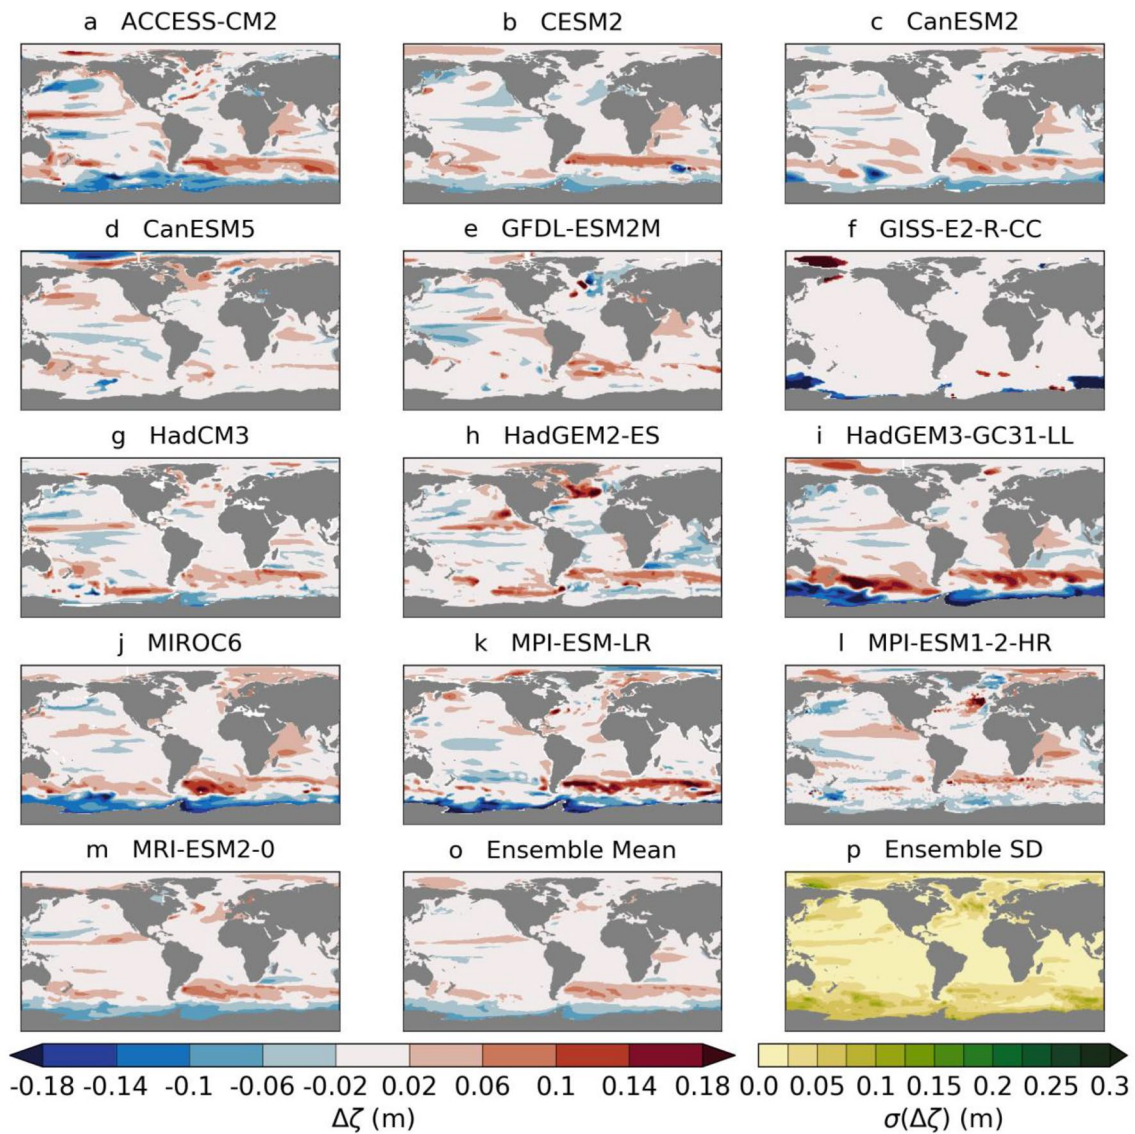 a ACCESS-CM2
b CESM2
c CanESM2
d CanESM5
e GFDL-ESM2M
f GISS-E2-R-CC
g HadCM3
h HadGEM2-ES
i HadGEM3-GC31-LL
j MIROC6
k MPI-ESM-LR
l MPI-ESM1-2-HR
m MRI-ESM2-0
o Ensemble Mean
p Ensemble SD
-0.18 -0.14 -0.1 -0.06 -0.02 0.02 0.06 0.1 0.14 0.18
0.0 0.05 0.1 0.15 0.2 0.25 0.3
Δζ (m)
σ(Δζ) (m)